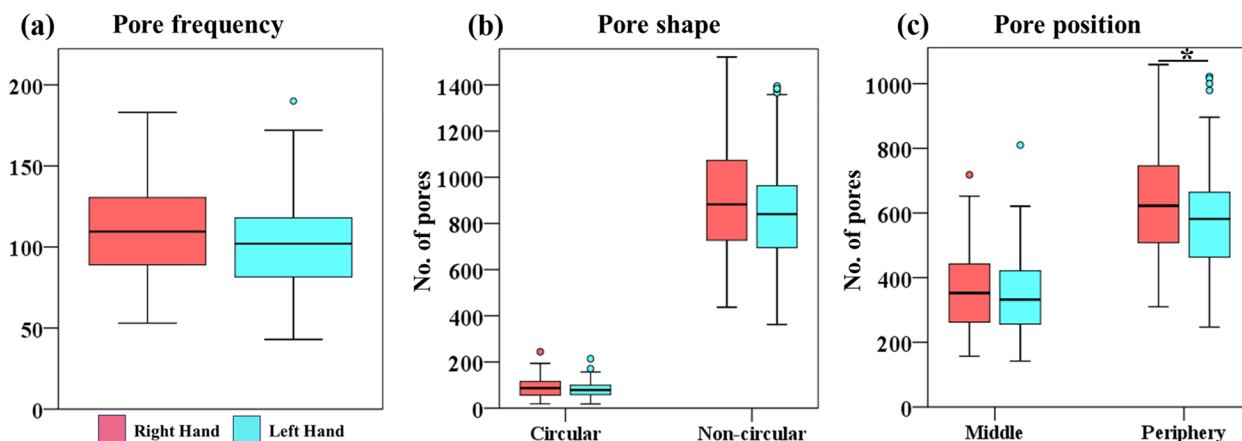 (a) Pore frequency
200
150
100
50
0
Right Hand Left Hand
(b) Pore shape
No. of pores
1400
1200
1000
800
600
400
200
0
Circular Non-circular
(c) Pore position
No. of pores
*
1000
800
600
400
200
0
Middle Periphery